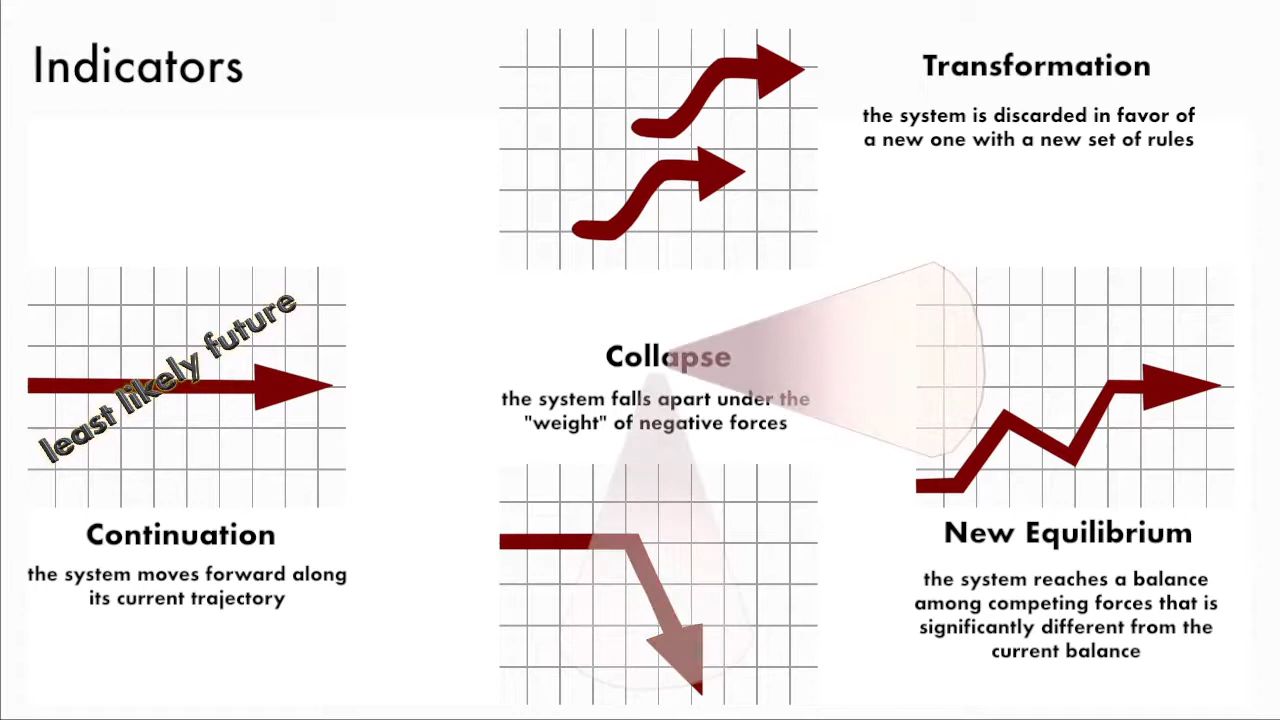 Indicators
Transformation
the system is discarded in favor of
a new one with a new set of rules
least likely future
Continuation
the system moves forward along
its current trajectory
Collapse
the system falls apart under the
"weight" of negative forces
New Equilibrium
the system reaches a balance
among competing forces that is
significantly different from the
current balance